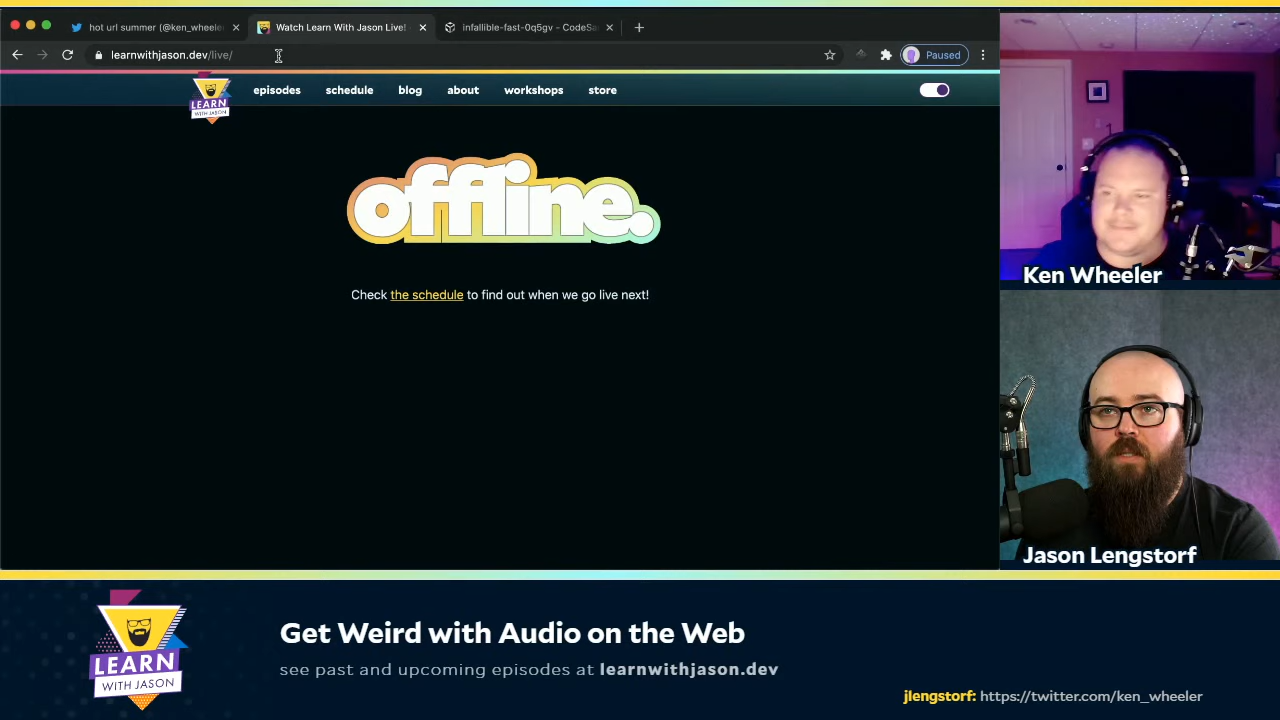 hot url summer (@ken_wheele
Watch Learn With Jason Live!
infallible-fast-0q5gv - CodeSa
learnwithjason.dev/live/
Paused
LEARN
WITH JASON
episodes
schedule
blog
about
workshops
store
offline.
Check the schedule to find out when we go live next!
Ken Wheeler
Jason Lengstorf
LEARN
WITH JASON
Get Weird with Audio on the Web
see past and upcoming episodes at learnwithjason.dev
jlengstorf: https://twitter.com/ken_wheeler